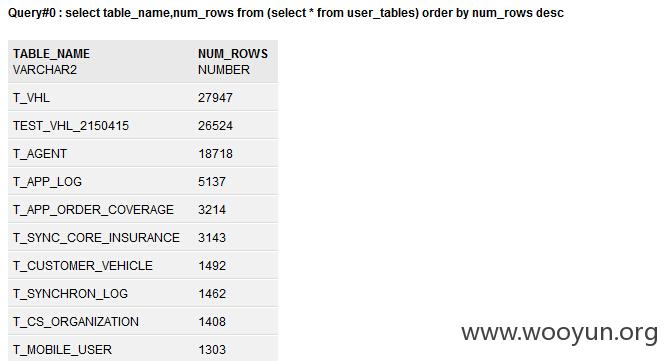 Query#0 : select table_name,num_rows from (select * from user_tables) order by num_rows desc
TABLE_NAME NUM_ROWS
VARCHAR2 NUMBER
T_VHL 27947
TEST_VHL_2150415 26524
T_AGENT 18718
T_APP_LOG 5137
T_APP_ORDER_COVERAGE 3214
T_SYNC_CORE_INSURANCE 3143
T_CUSTOMER_VEHICLE 1492
T_SYNCHRON_LOG 1462
T_CS_ORGANIZATION 1408
T_MOBILE_USER 1303
www.wooyun.org